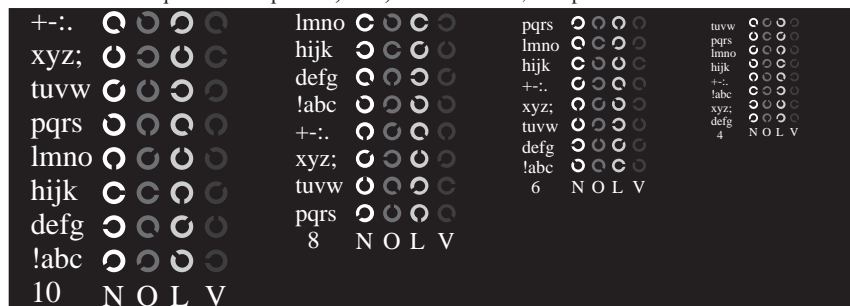 +-:.
xyz;
tuvw
pqrs
lmno
hijk
defg
!abc
10 N O L V
lmno
hijk
defg
!abc
+-:.
xyz;
tuvw
pqrs
8 N O L V
pqrs
lmno
hijk
+-:.
xyz;
tuvw
defg
!abc
6 N O L V
tuvw
pqrs
lmno
hijk
+-:.
!abc
xyz;
defg
4 N O L V